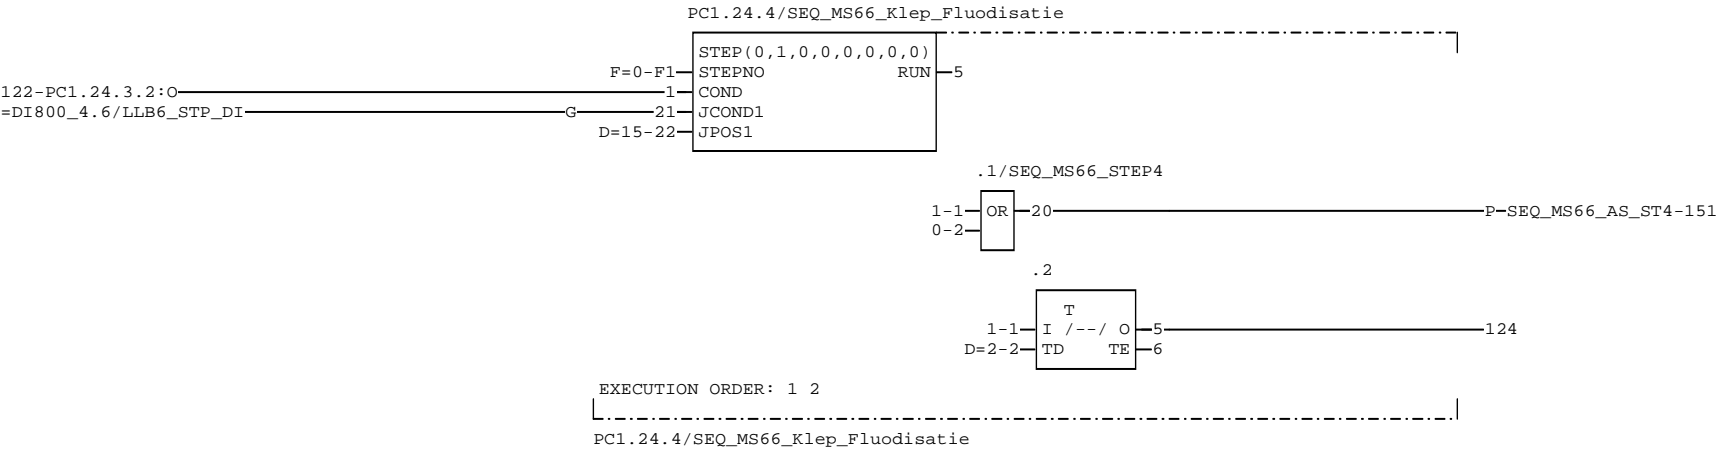 PC1.24.4/SEQ_MS66_Klep_Fluodisatie
STEP(0,1,0,0,0,0,0,0)
F=0-F1 STEPNO RUN 5
122-PC1.24.3.2:O 1 COND
=DI800_4.6/LLB6_STP_DI G 21 JCOND1
D=15-22 JPOS1
.1/SEQ_MS66_STEP4
1-1 OR 20 P-SEQ_MS66_AS_ST4-151
0-2
.2
T
1-1 I /--/ O 5 124
D=2-2 TD TE 6
EXECUTION ORDER: 1 2
PC1.24.4/SEQ_MS66_Klep_Fluodisatie